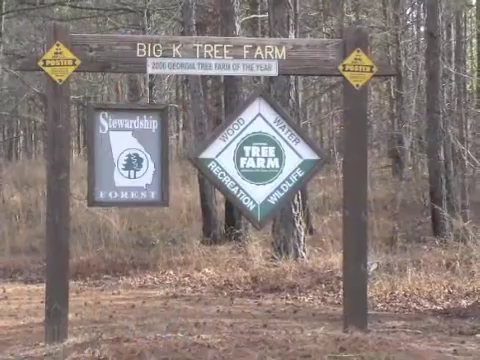 BIG K TREE FARM
2006 GEORGIA TREE FARM OF THE YEAR
POSTED
POSTED
Stewardship
FOREST
WOOD
WATER
TREE
FARM
RECREATION
WILDLIFE